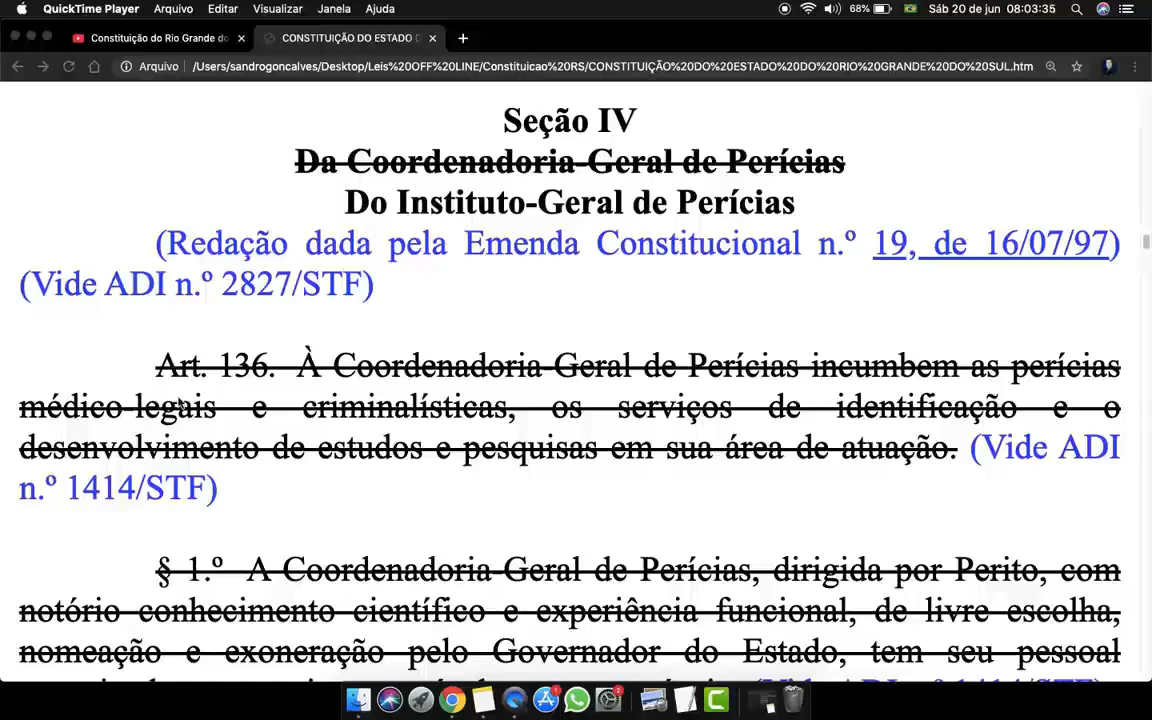 QuickTime Player Arquivo Editar Visualizar Janela Ajuda 68% Sáb 20 de jun 08:03:35
Constituição do Rio Grande do CONSTITUIÇÃO DO ESTADO D
Arquivo /Users/sandrogoncalves/Desktop/Leis%20OFF%20LINE/Constituicao%20RS/CONSTITUIÇÃO%20DO%20ESTADO%20DO%20RIO%20GRANDE%20DO%20SUL.htm
Seção IV
Da Coordenadoria-Geral de Perícias
Do Instituto-Geral de Perícias
(Redação dada pela Emenda Constitucional n.º 19, de 16/07/97)
(Vide ADI n.º 2827/STF)
Art. 136. À Coordenadoria-Geral de Perícias incumbem as perícias
médico-legais e criminalísticas, os serviços de identificação e o
desenvolvimento de estudos e pesquisas em sua área de atuação. (Vide ADI
n.º 1414/STF)
§ 1.º A Coordenadoria-Geral de Perícias, dirigida por Perito, com
notório conhecimento científico e experiência funcional, de livre escolha,
nomeação e exoneração pelo Governador do Estado, tem seu pessoal